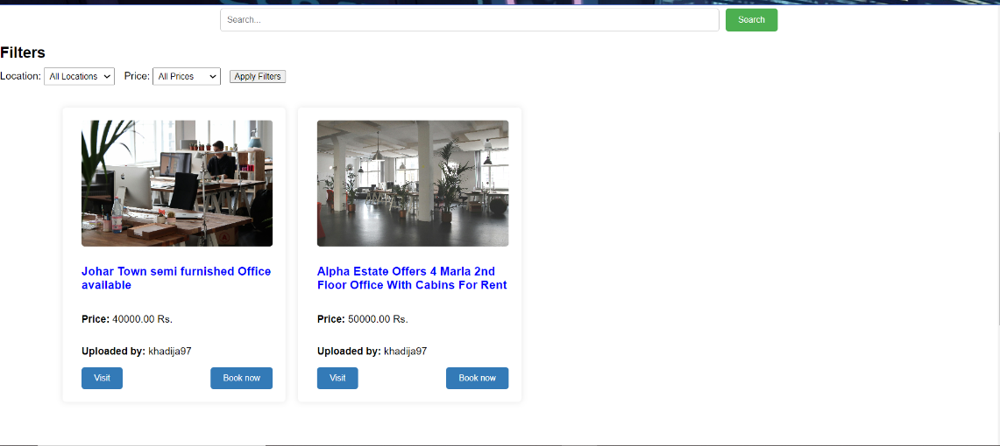 Search...
Search
Filters
Location: All Locations Price: All Prices Apply Filters
Johar Town semi furnished Office
available
Price: 40000.00 Rs.
Uploaded by: khadija97
Visit
Book now
Alpha Estate Offers 4 Marla 2nd
Floor Office With Cabins For Rent
Price: 50000.00 Rs.
Uploaded by: khadija97
Visit
Book now